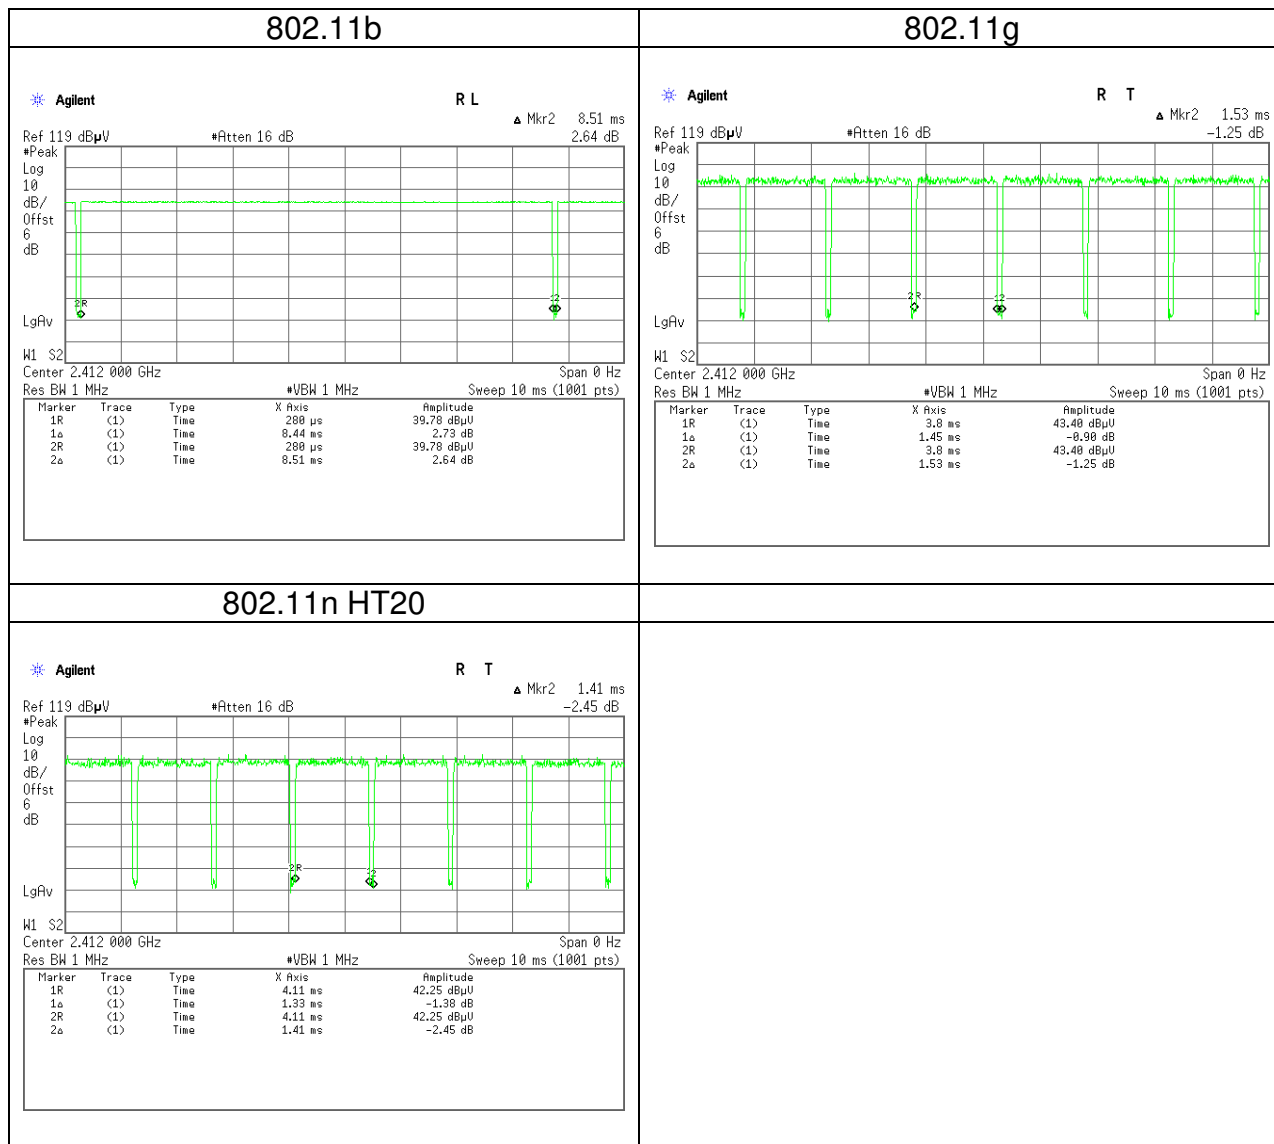 802.11b
Agilent
R L
Δ Mkr2 8.51 ms
Ref 119 dBµV #Atten 16 dB 2.64 dB
#Peak
Log
10
dB/
Offst
6
dB
2R
12
LgAv
W1 S2
Center 2.412 000 GHz Span 0 Hz
Res BW 1 MHz #VBW 1 MHz Sweep 10 ms (1001 pts)
Marker Trace Type X Axis Amplitude
1R (1) Time 280 µs 39.78 dBµV
1Δ (1) Time 8.44 ms 2.73 dB
2R (1) Time 280 µs 39.78 dBµV
2Δ (1) Time 8.51 ms 2.64 dB
802.11g
Agilent
R T
Δ Mkr2 1.53 ms
Ref 119 dBµV #Atten 16 dB -1.25 dB
#Peak
Log
10
dB/
Offst
6
dB
2R
12
LgAv
W1 S2
Center 2.412 000 GHz Span 0 Hz
Res BW 1 MHz #VBW 1 MHz Sweep 10 ms (1001 pts)
Marker Trace Type X Axis Amplitude
1R (1) Time 3.8 ms 43.40 dBµV
1Δ (1) Time 1.45 ms -0.90 dB
2R (1) Time 3.8 ms 43.40 dBµV
2Δ (1) Time 1.53 ms -1.25 dB
802.11n HT20
Agilent
R T
Δ Mkr2 1.41 ms
Ref 119 dBµV #Atten 16 dB -2.45 dB
#Peak
Log
10
dB/
Offst
6
dB
2R
12
LgAv
W1 S2
Center 2.412 000 GHz Span 0 Hz
Res BW 1 MHz #VBW 1 MHz Sweep 10 ms (1001 pts)
Marker Trace Type X Axis Amplitude
1R (1) Time 4.11 ms 42.25 dBµV
1Δ (1) Time 1.33 ms -1.38 dB
2R (1) Time 4.11 ms 42.25 dBµV
2Δ (1) Time 1.41 ms -2.45 dB